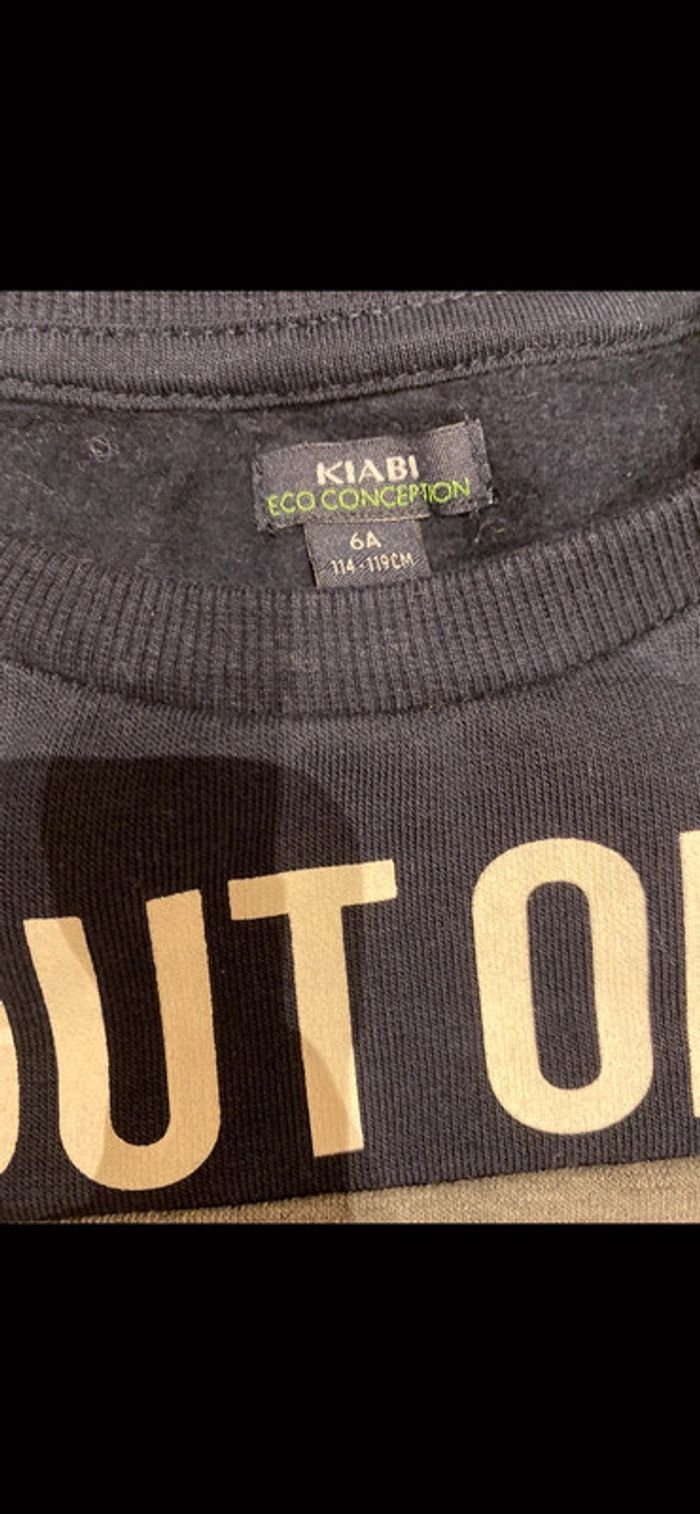 KIABI
ECO CONCEPTION
6A
114-119CM
OUT O